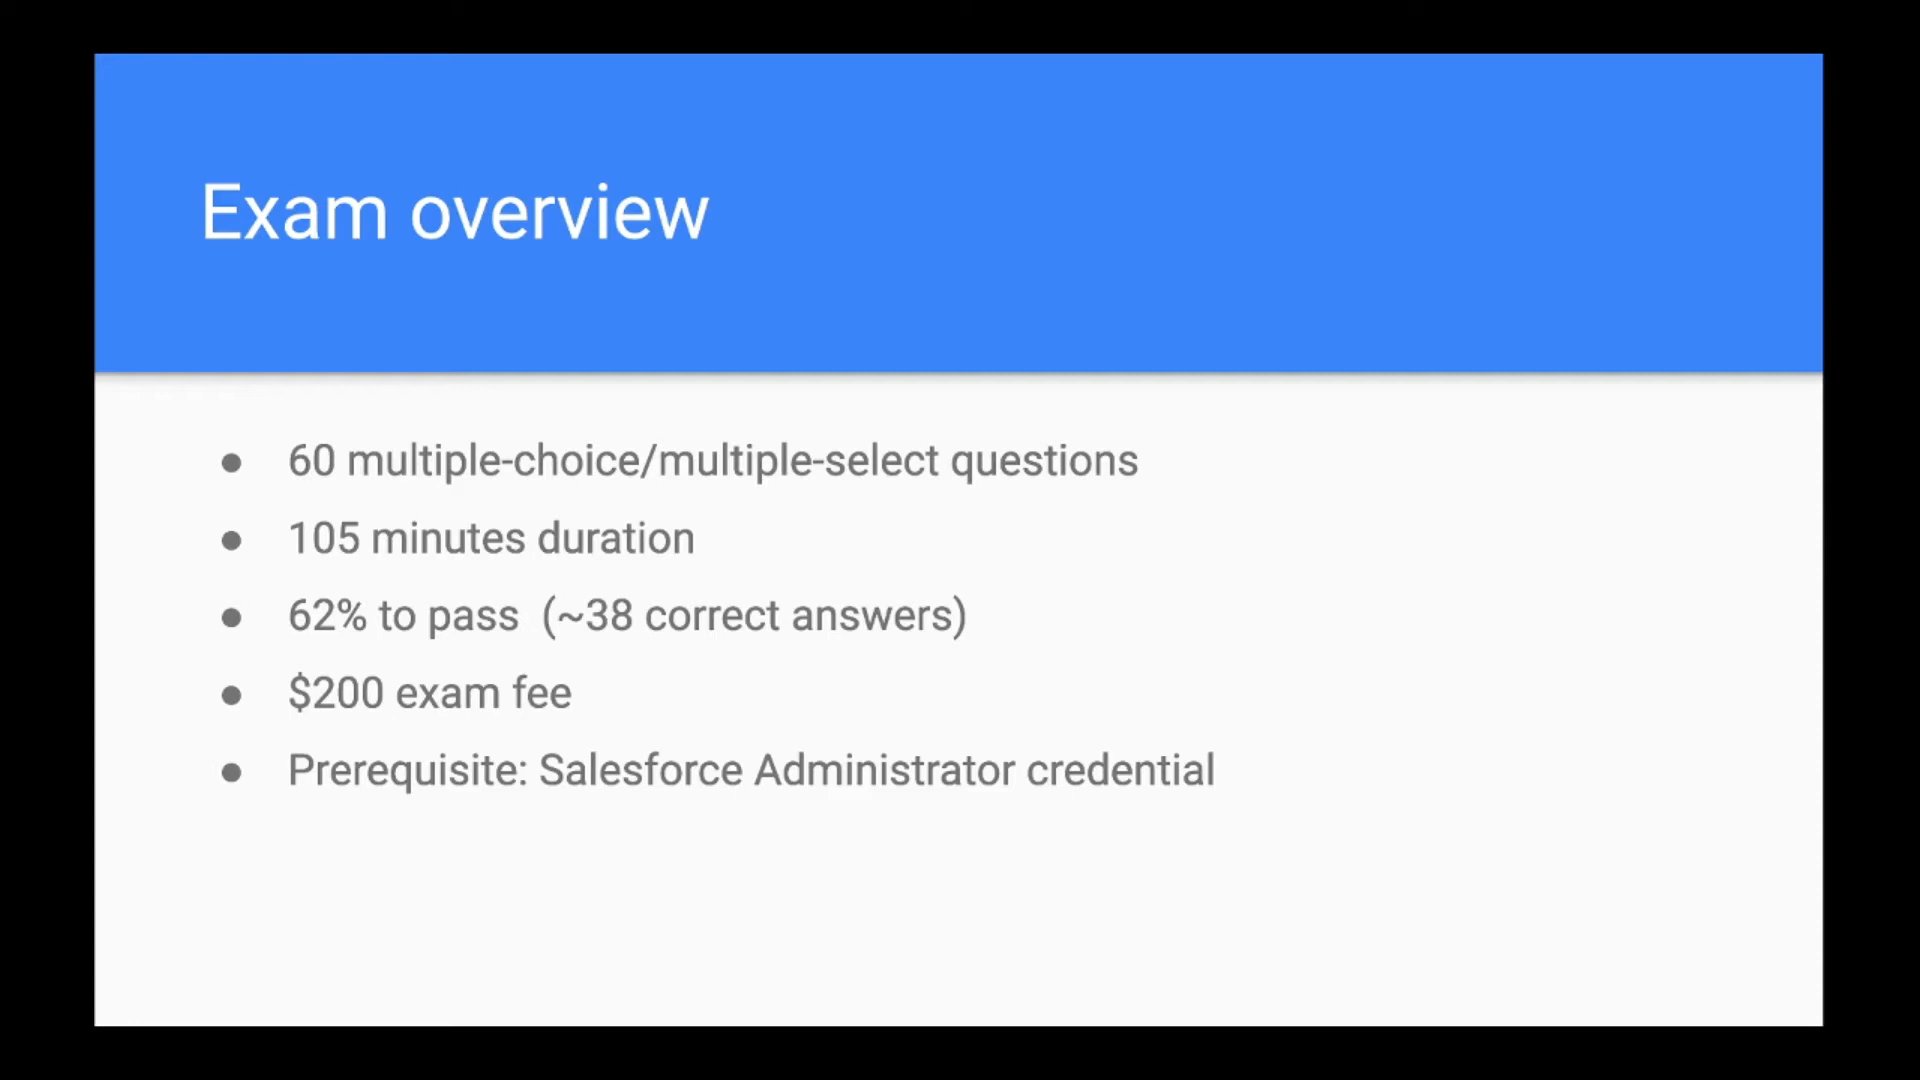 Exam overview
● 60 multiple-choice/multiple-select questions
● 105 minutes duration
● 62% to pass (~38 correct answers)
● $200 exam fee
● Prerequisite: Salesforce Administrator credential